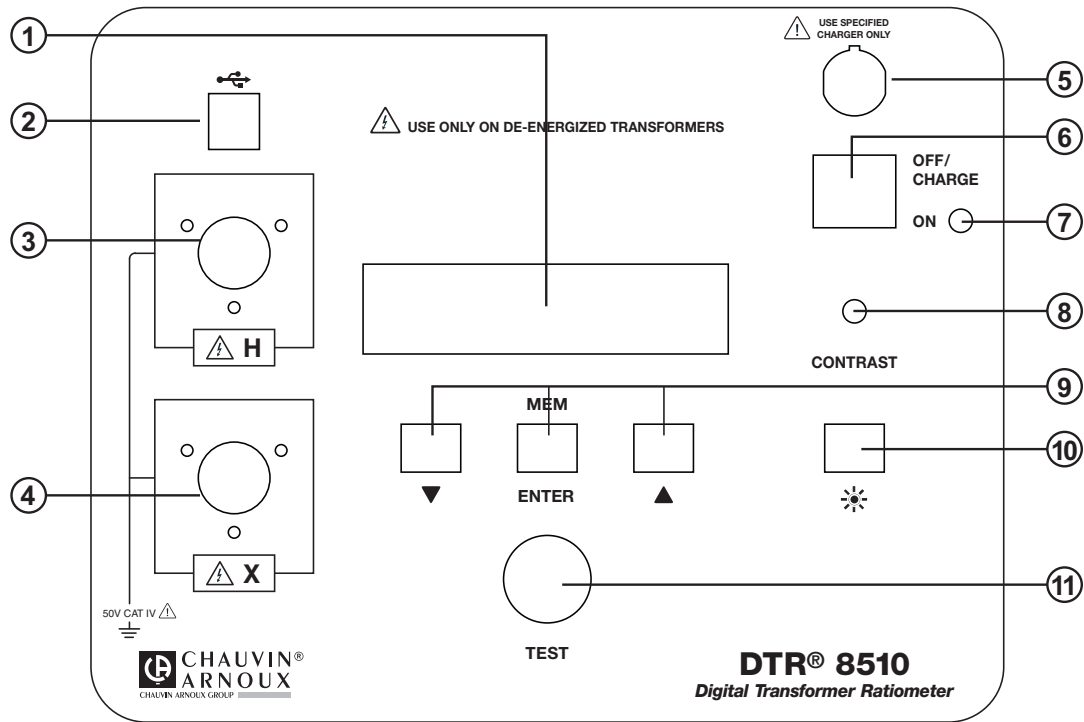 1
USE SPECIFIED
CHARGER ONLY
2
5
USE ONLY ON DE-ENERGIZED TRANSFORMERS
6
OFF/
CHARGE
3
ON
7
8
H
CONTRAST
9
MEM
10
4
▼
ENTER
▲
X
11
50V CAT IV
TEST
CHAUVIN®
ARNOUX
CHAUVIN ARNOUX GROUP
DTR® 8510
Digital Transformer Ratiometer